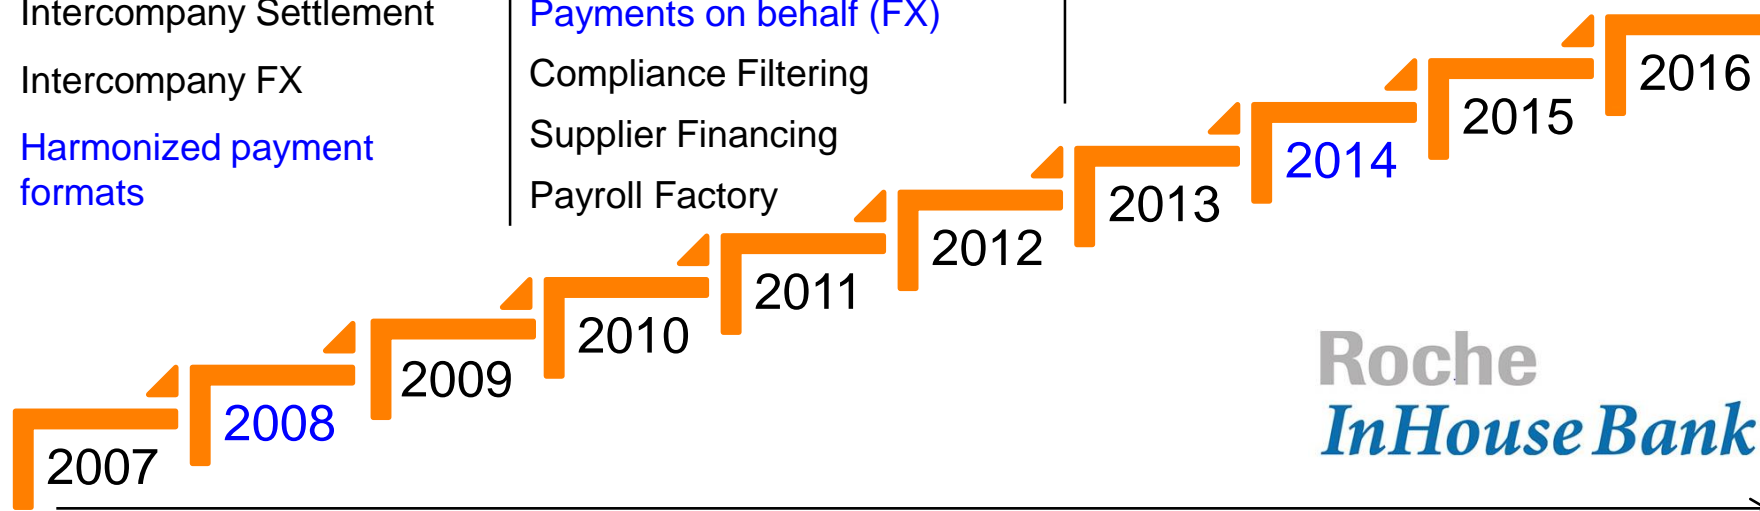 Intercompany Settlement
Intercompany FX
Harmonized payment
formats
Payments on behalf (FX)
Compliance Filtering
Supplier Financing
Payroll Factory
2007
2008
2009
2010
2011
2012
2013
2014
2015
2016
Roche
InHouse Bank